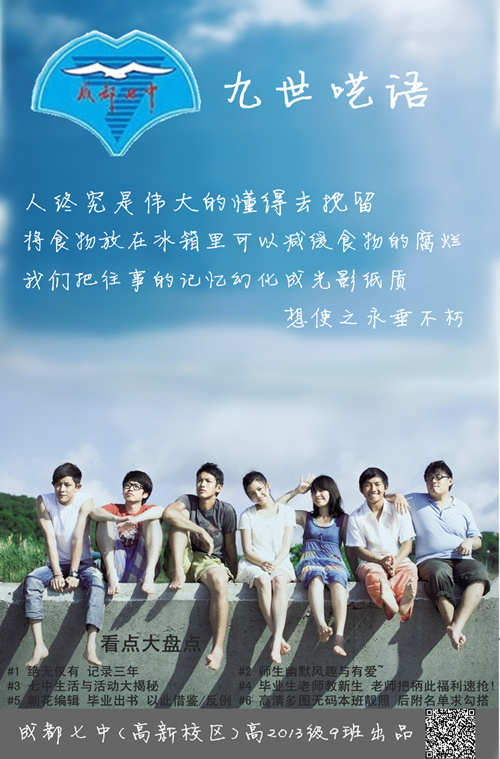 成都七中
九世呓语
人终究是伟大的懂得去挽留
将食物放在冰箱里可以减缓食物的腐烂
我们把往事的记忆幻化成光影纸质
想使之永垂不朽
看点大盘点
#1 绝无仅有 记录三年
#2 师生幽默风趣与有爱~
#3 七中生活与活动大揭秘
#4 毕业生老师教新生 老师把柄此福利速抢!
#5 朝花编辑 毕业出书 以此借鉴/反例
#6 高清多图无码本班靓照 后附名单求勾搭
成都七中(高新校区)高2013级9班出品